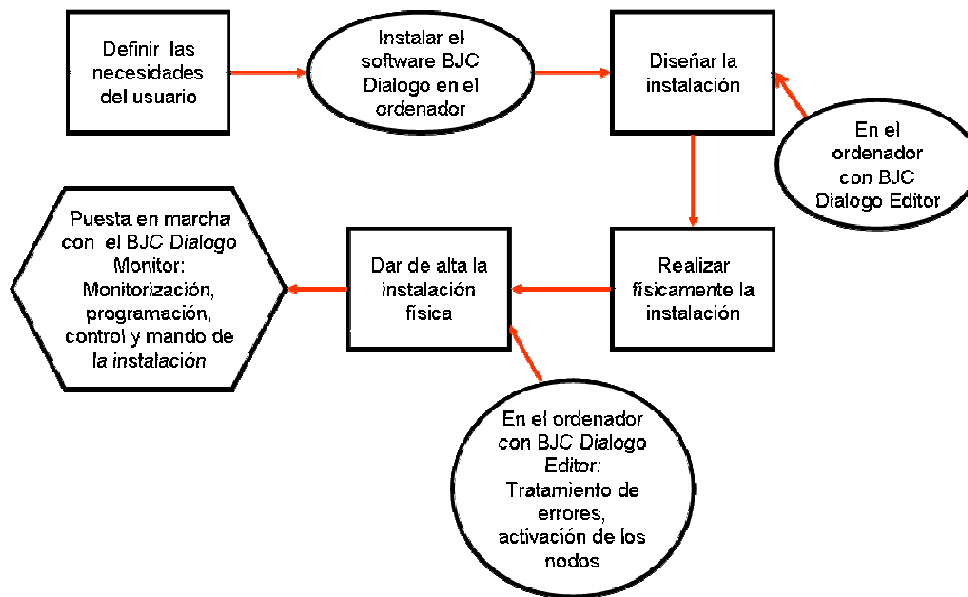 Definir las
necesidades
del usuario
Instalar el
software BJC
Dialogo en el
ordenador
Diseñar la
instalación
En el
ordenador
con BJC
Dialogo Editor
Realizar
físicamente la
instalación
Dar de alta la
instalación
física
En el ordenador
con BJC Dialogo
Editor:
Tratamiento de
errores,
activación de los
nodos
Puesta en marcha
con el BJC Dialogo
Monitor:
Monitorización,
programación,
control y mando de
la instalación